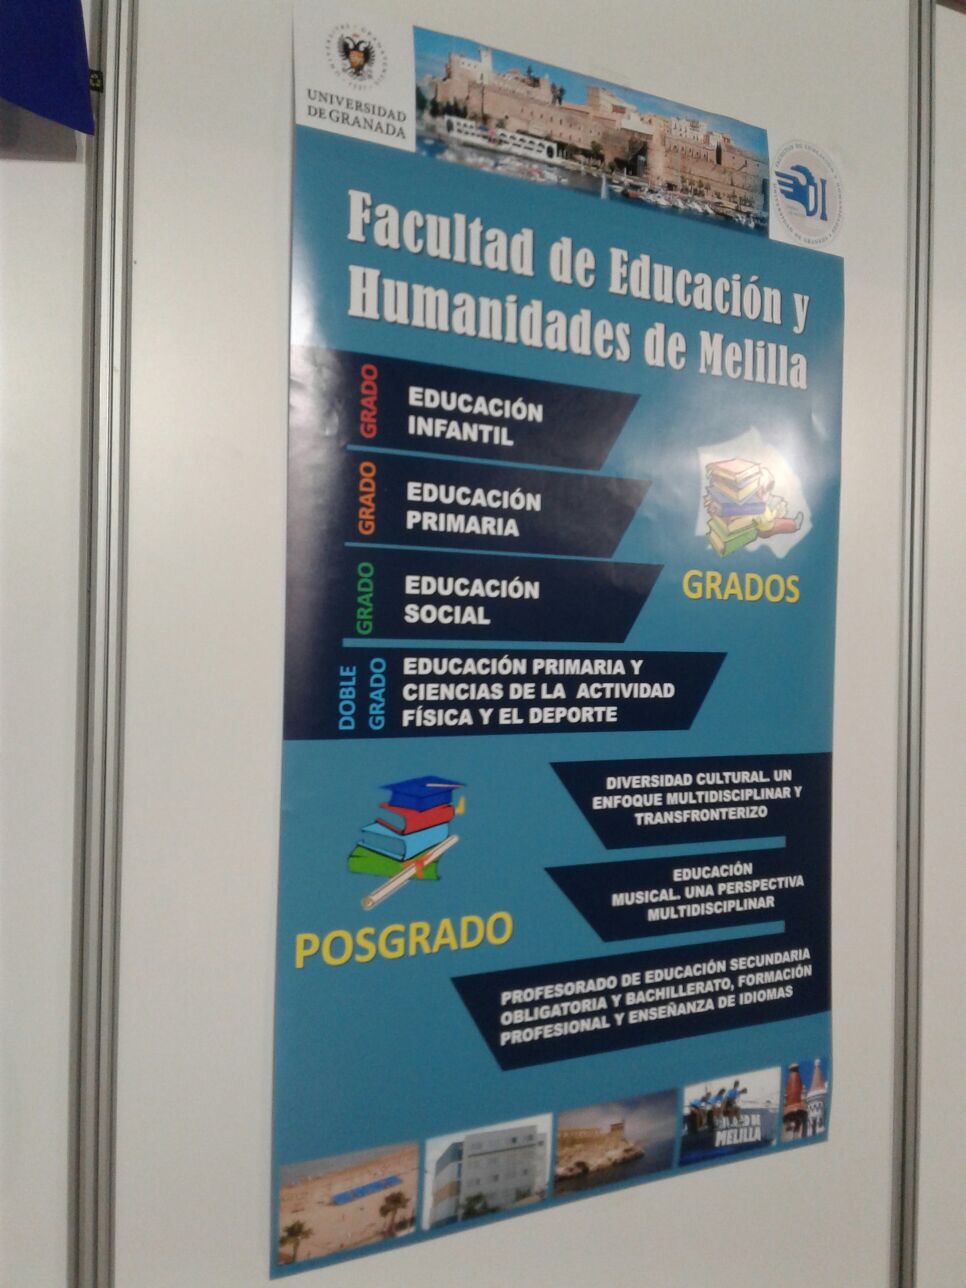 UNIVERSIDAD
DE GRANADA
Facultad de Educación y
Humanidades de Melilla
GRADO
EDUCACIÓN
INFANTIL
GRADO
EDUCACIÓN
PRIMARIA
GRADO
EDUCACIÓN
SOCIAL
DOBLE
GRADO
EDUCACIÓN PRIMARIA Y
CIENCIAS DE LA ACTIVIDAD
FÍSICA Y EL DEPORTE
GRADOS
POSGRADO
DIVERSIDAD CULTURAL. UN
ENFOQUE MULTIDISCIPLINAR Y
TRANSFRONTERIZO
EDUCACIÓN
MUSICAL. UNA PERSPECTIVA
MULTIDISCIPLINAR
PROFESORADO DE EDUCACIÓN SECUNDARIA
OBLIGATORIA Y BACHILLERATO, FORMACIÓN
PROFESIONAL Y ENSEÑANZA DE IDIOMAS
MELILLA